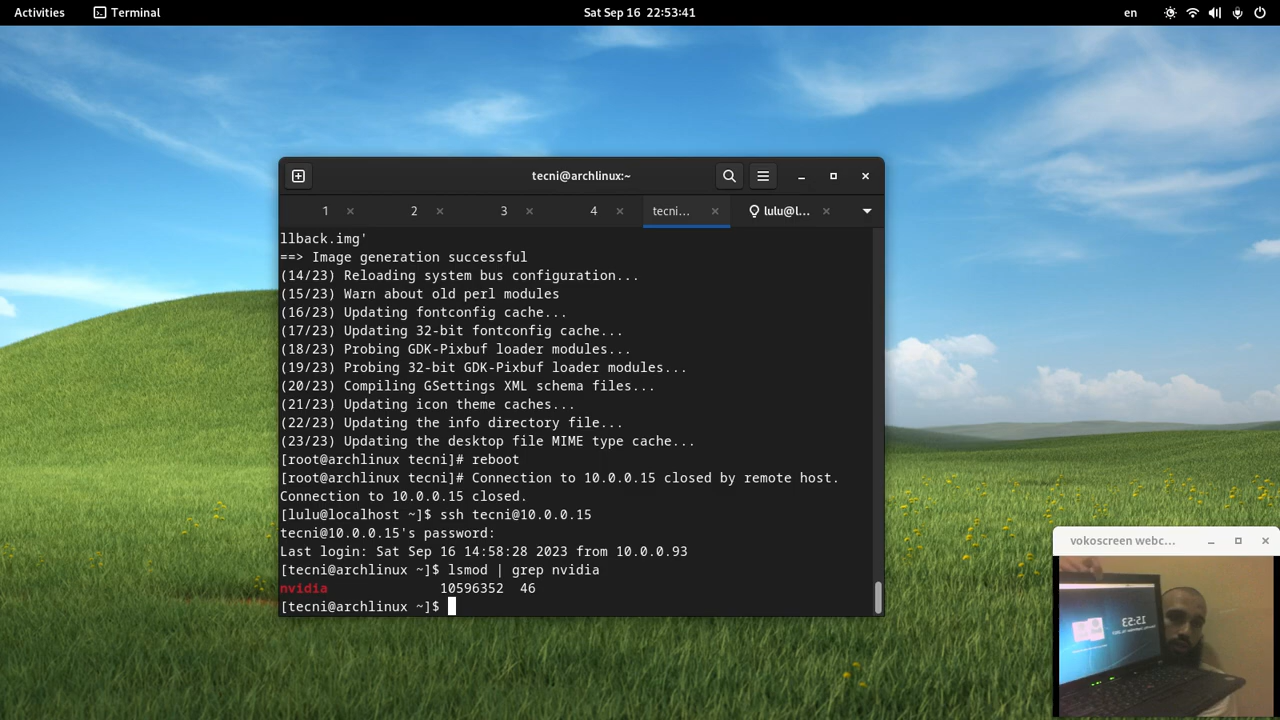 Activities
Terminal
Sat Sep 16 22:53:41
en
tecni@archlinux:~
1
2
3
4
tecni...
lulu@l...
llback.img'
==> Image generation successful
(14/23) Reloading system bus configuration...
(15/23) Warn about old perl modules
(16/23) Updating fontconfig cache...
(17/23) Updating 32-bit fontconfig cache...
(18/23) Probing GDK-Pixbuf loader modules...
(19/23) Probing 32-bit GDK-Pixbuf loader modules...
(20/23) Compiling GSettings XML schema files...
(21/23) Updating icon theme caches...
(22/23) Updating the info directory file...
(23/23) Updating the desktop file MIME type cache...
[root@archlinux tecni]# reboot
[root@archlinux tecni]# Connection to 10.0.0.15 closed by remote host.
Connection to 10.0.0.15 closed.
[lulu@localhost ~]$ ssh tecni@10.0.0.15
tecni@10.0.0.15's password:
Last login: Sat Sep 16 14:58:28 2023 from 10.0.0.93
[tecni@archlinux ~]$ lsmod | grep nvidia
nvidia 10596352 46
[tecni@archlinux ~]$
vokoscreen webc...
15:53